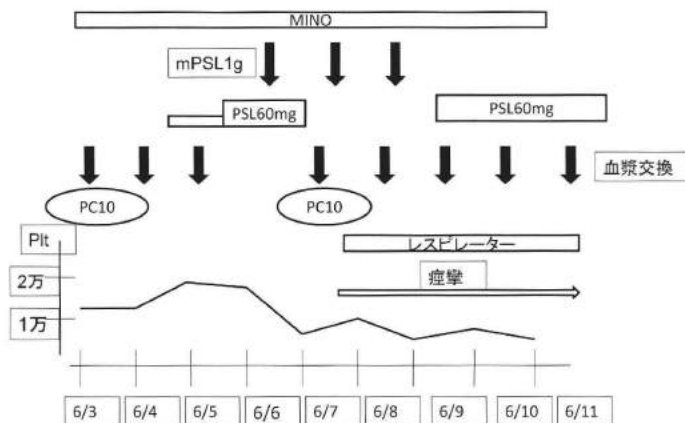 MINO
mPSL1g
PSL60mg
PSL60mg
血漿交換
PC10
PC10
Plt
レスピレーター
2万
痙攣
1万
6/3
6/4
6/5
6/6
6/7
6/8
6/9
6/10
6/11